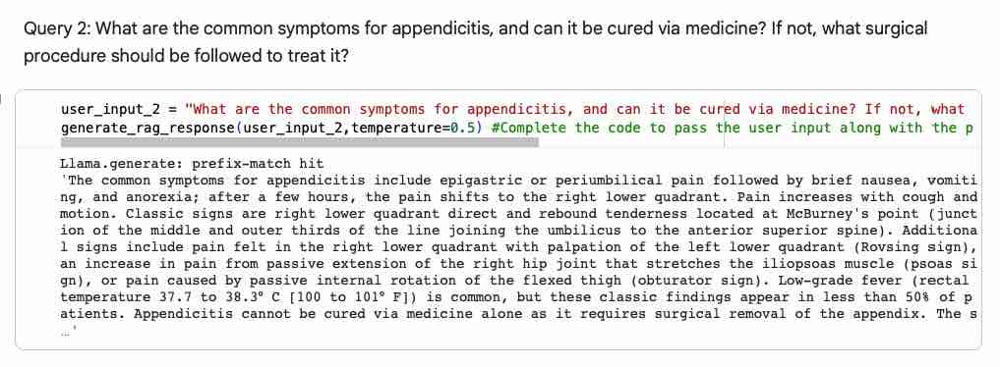 Query 2: What are the common symptoms for appendicitis, and can it be cured via medicine? If not, what surgical
procedure should be followed to treat it?
user_input_2 = "What are the common symptoms for appendicitis, and can it be cured via medicine? If not, what
generate_rag_response(user_input_2,temperature=0.5) #Complete the code to pass the user input along with the p
Llama.generate: prefix-match hit
'The common symptoms for appendicitis include epigastric or periumbilical pain followed by brief nausea, vomiti
ng, and anorexia; after a few hours, the pain shifts to the right lower quadrant. Pain increases with cough and
motion. Classic signs are right lower quadrant direct and rebound tenderness located at McBurney's point (junct
ion of the middle and outer thirds of the line joining the umbilicus to the anterior superior spine). Additiona
l signs include pain felt in the right lower quadrant with palpation of the left lower quadrant (Rovsing sign),
an increase in pain from passive extension of the right hip joint that stretches the iliopsoas muscle (psoas si
gn), or pain caused by passive internal rotation of the flexed thigh (obturator sign). Low-grade fever (rectal
temperature 37.7 to 38.3° C [100 to 101° F]) is common, but these classic findings appear in less than 50% of p
atients. Appendicitis cannot be cured via medicine alone as it requires surgical removal of the appendix. The s
…'